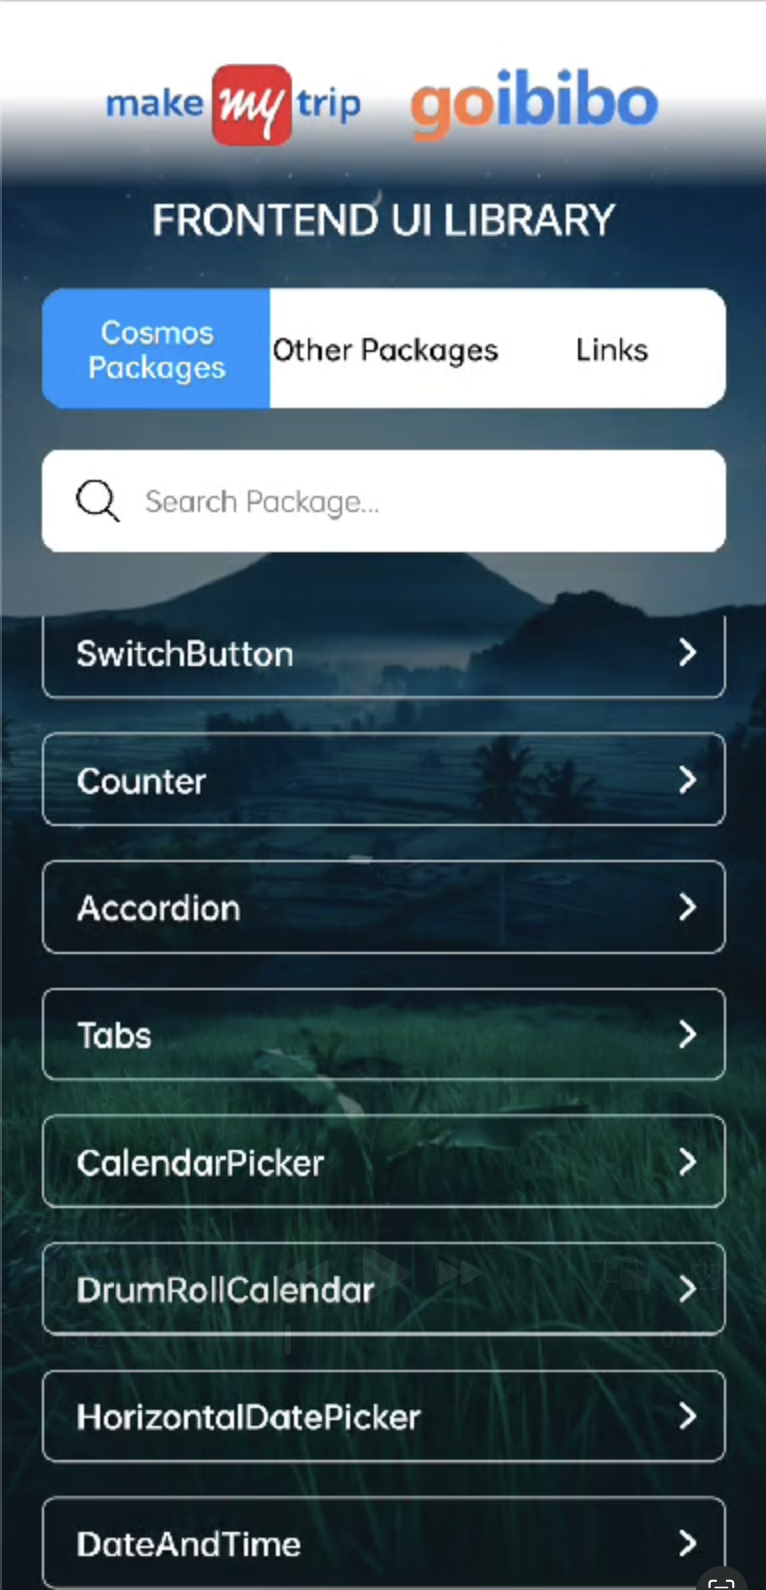 make my trip goibibo
FRONTEND UI LIBRARY
Cosmos
Packages
Other Packages
Links
Search Package...
SwitchButton
Counter
Accordion
Tabs
CalendarPicker
DrumRollCalendar
HorizontalDatePicker
DateAndTime